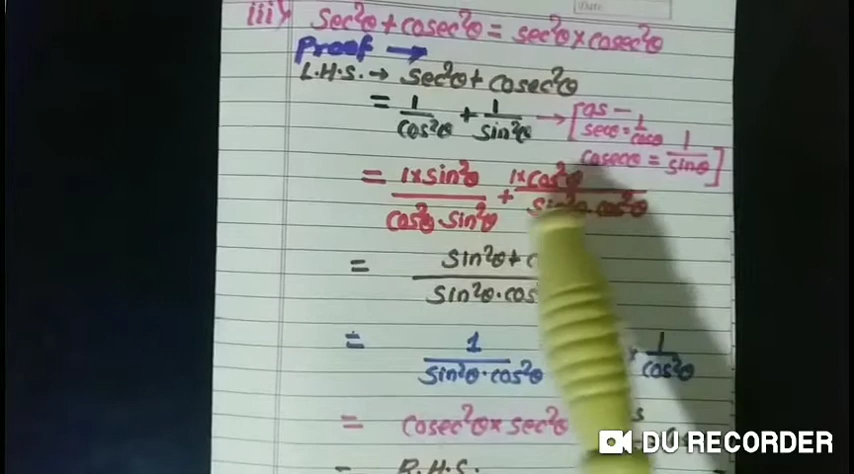 iii) sec²θ + cosec²θ = sec²θ × cosec²θ
Proof →
L.H.S. → sec²θ + cosec²θ
= 1/cos²θ + 1/sin²θ → [as —
secθ = 1/cosθ
cosecθ = 1/sinθ]
= 1×sin²θ/cos²θ·sin²θ + 1×cos²θ/sin²θ·cos²θ
= sin²θ + /sin²θ·cos
= 1/sin²θ·cos²θ × 1/cos²θ
= cosec²θ × sec²θ
= R.H.S.
DU RECORDER